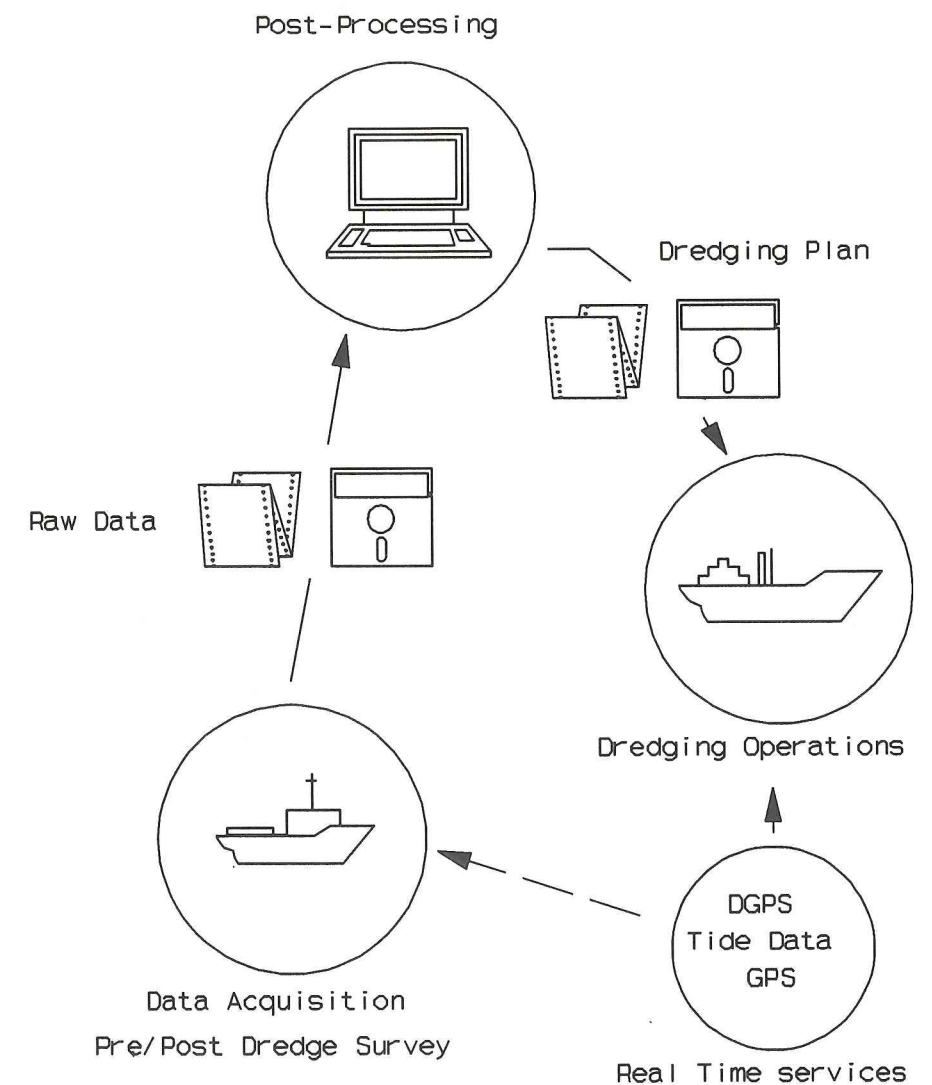 Post-Processing
Dredging Plan
Raw Data
Dredging Operations
DGPS
Tide Data
GPS
Data Acquisition
Pre/Post Dredge Survey
Real Time services